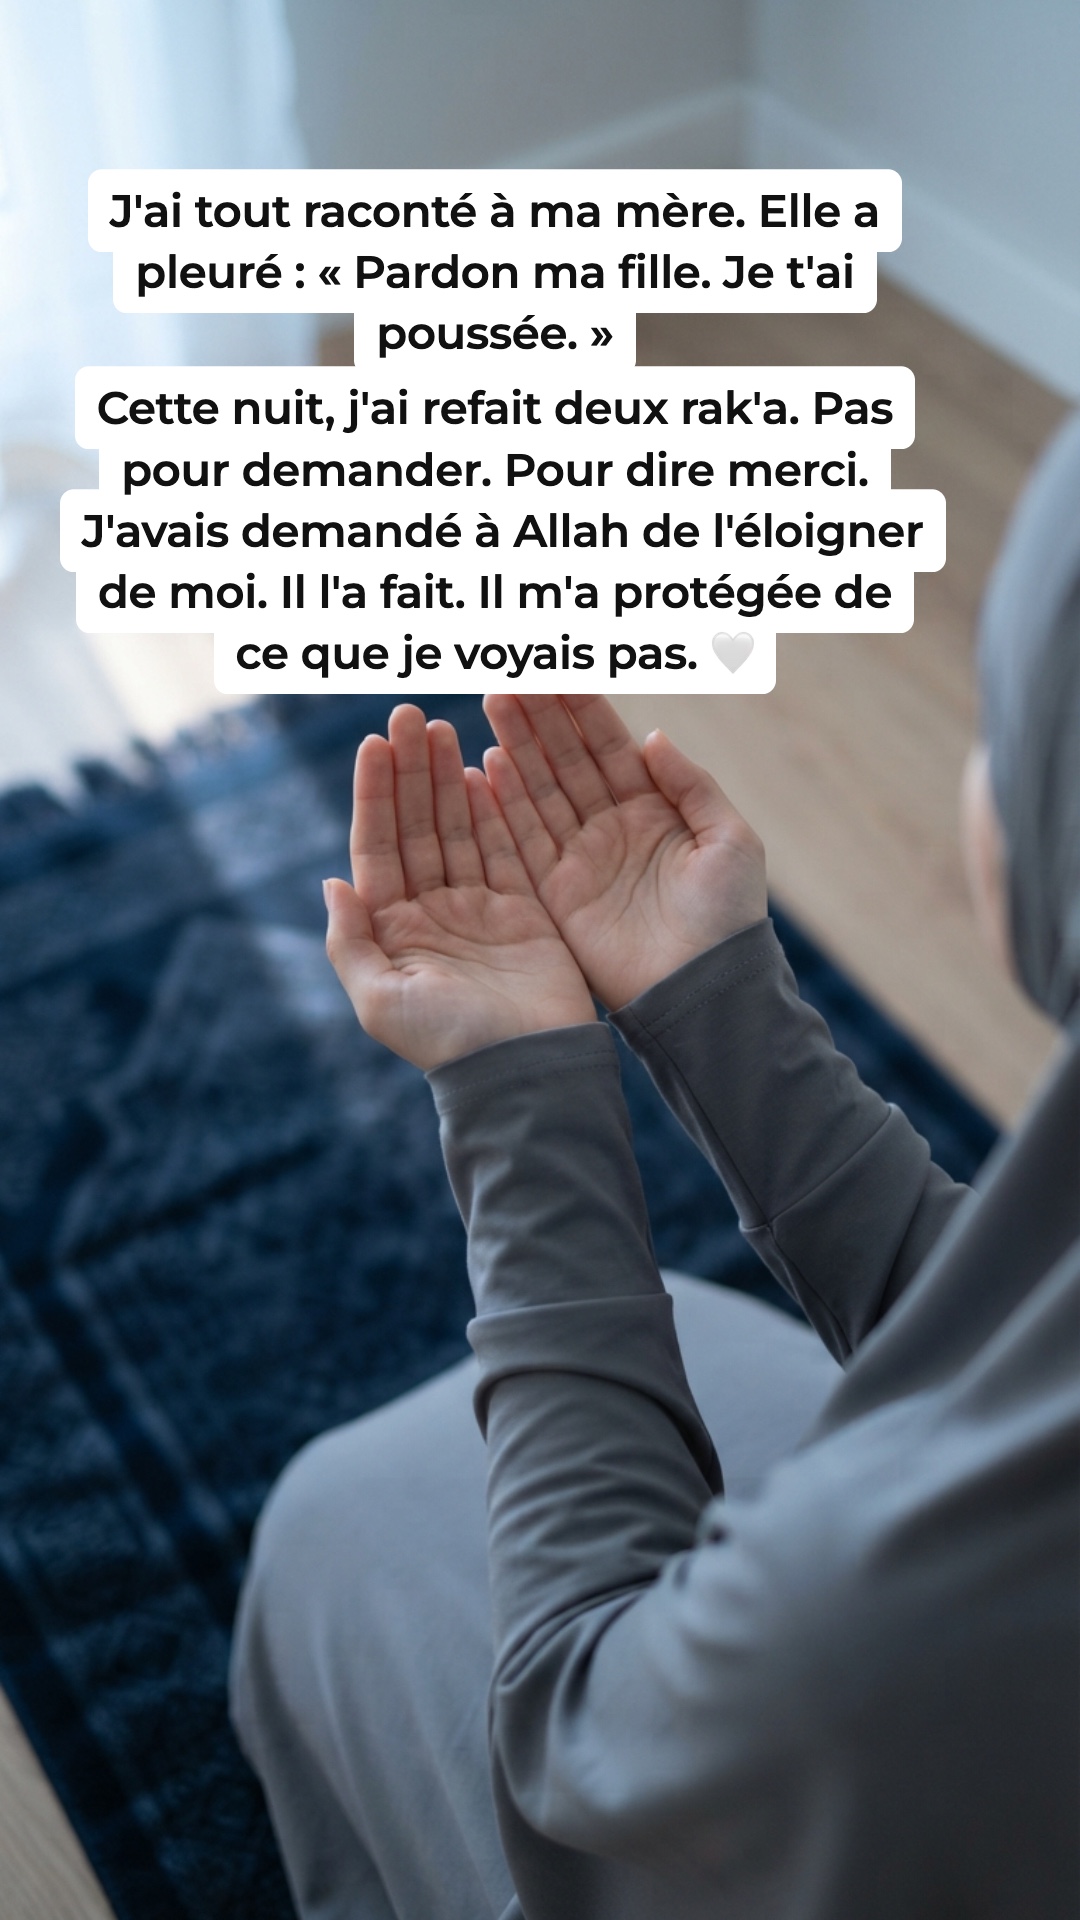 J'ai tout raconté à ma mère. Elle a
pleuré : « Pardon ma fille. Je t'ai
poussée. »
Cette nuit, j'ai refait deux rak'a. Pas
pour demander. Pour dire merci.
J'avais demandé à Allah de l'éloigner
de moi. Il l'a fait. Il m'a protégée de
ce que je voyais pas. 🤍